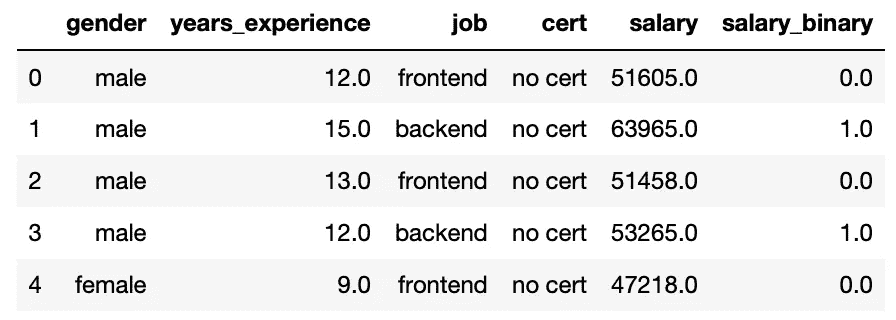 gender years_experience job cert salary salary_binary
0 male 12.0 frontend no cert 51605.0 0.0
1 male 15.0 backend no cert 63965.0 1.0
2 male 13.0 frontend no cert 51458.0 0.0
3 male 12.0 backend no cert 53265.0 1.0
4 female 9.0 frontend no cert 47218.0 0.0